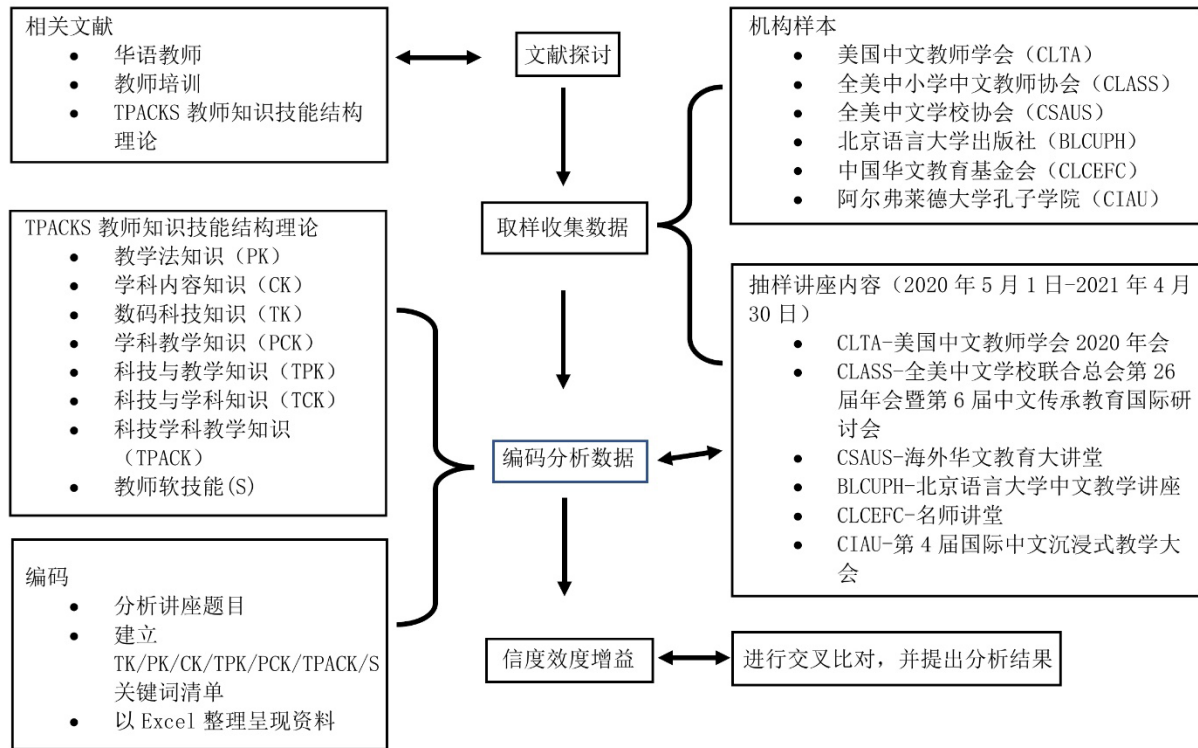 相关文献
● 华语教师
● 教师培训
● TPACKS 教师知识技能结构
理论
文献探讨
机构样本
● 美国中文教师学会（CLTA）
● 全美中小学中文教师协会（CLASS）
● 全美中文学校协会（CSAUS）
● 北京语言大学出版社（BLCUPH）
● 中国华文教育基金会（CLCEFC）
● 阿尔弗莱德大学孔子学院（CIAU）
取样收集数据
TPACKS 教师知识技能结构理论
● 教学法知识（PK）
● 学科内容知识（CK）
● 数码科技知识（TK）
● 学科教学知识（PCK）
● 科技与教学知识（TPK）
● 科技与学科知识（TCK）
● 科技学科教学知识
（TPACK）
● 教师软技能(S)
抽样讲座内容（2020 年 5 月 1 日-2021 年 4 月
30 日）
● CLTA-美国中文教师学会 2020 年会
● CLASS-全美中文学校联合总会第 26
届年会暨第 6 届中文传承教育国际研
讨会
● CSAUS-海外华文教育大讲堂
● BLCUPH-北京语言大学中文教学讲座
● CLCEFC-名师讲堂
● CIAU-第 4 届国际中文沉浸式教学大
会
编码分析数据
编码
● 分析讲座题目
● 建立
TK/PK/CK/TPK/PCK/TPACK/S
关键词清单
● 以 Excel 整理呈现资料
信度效度增益
进行交叉比对，并提出分析结果